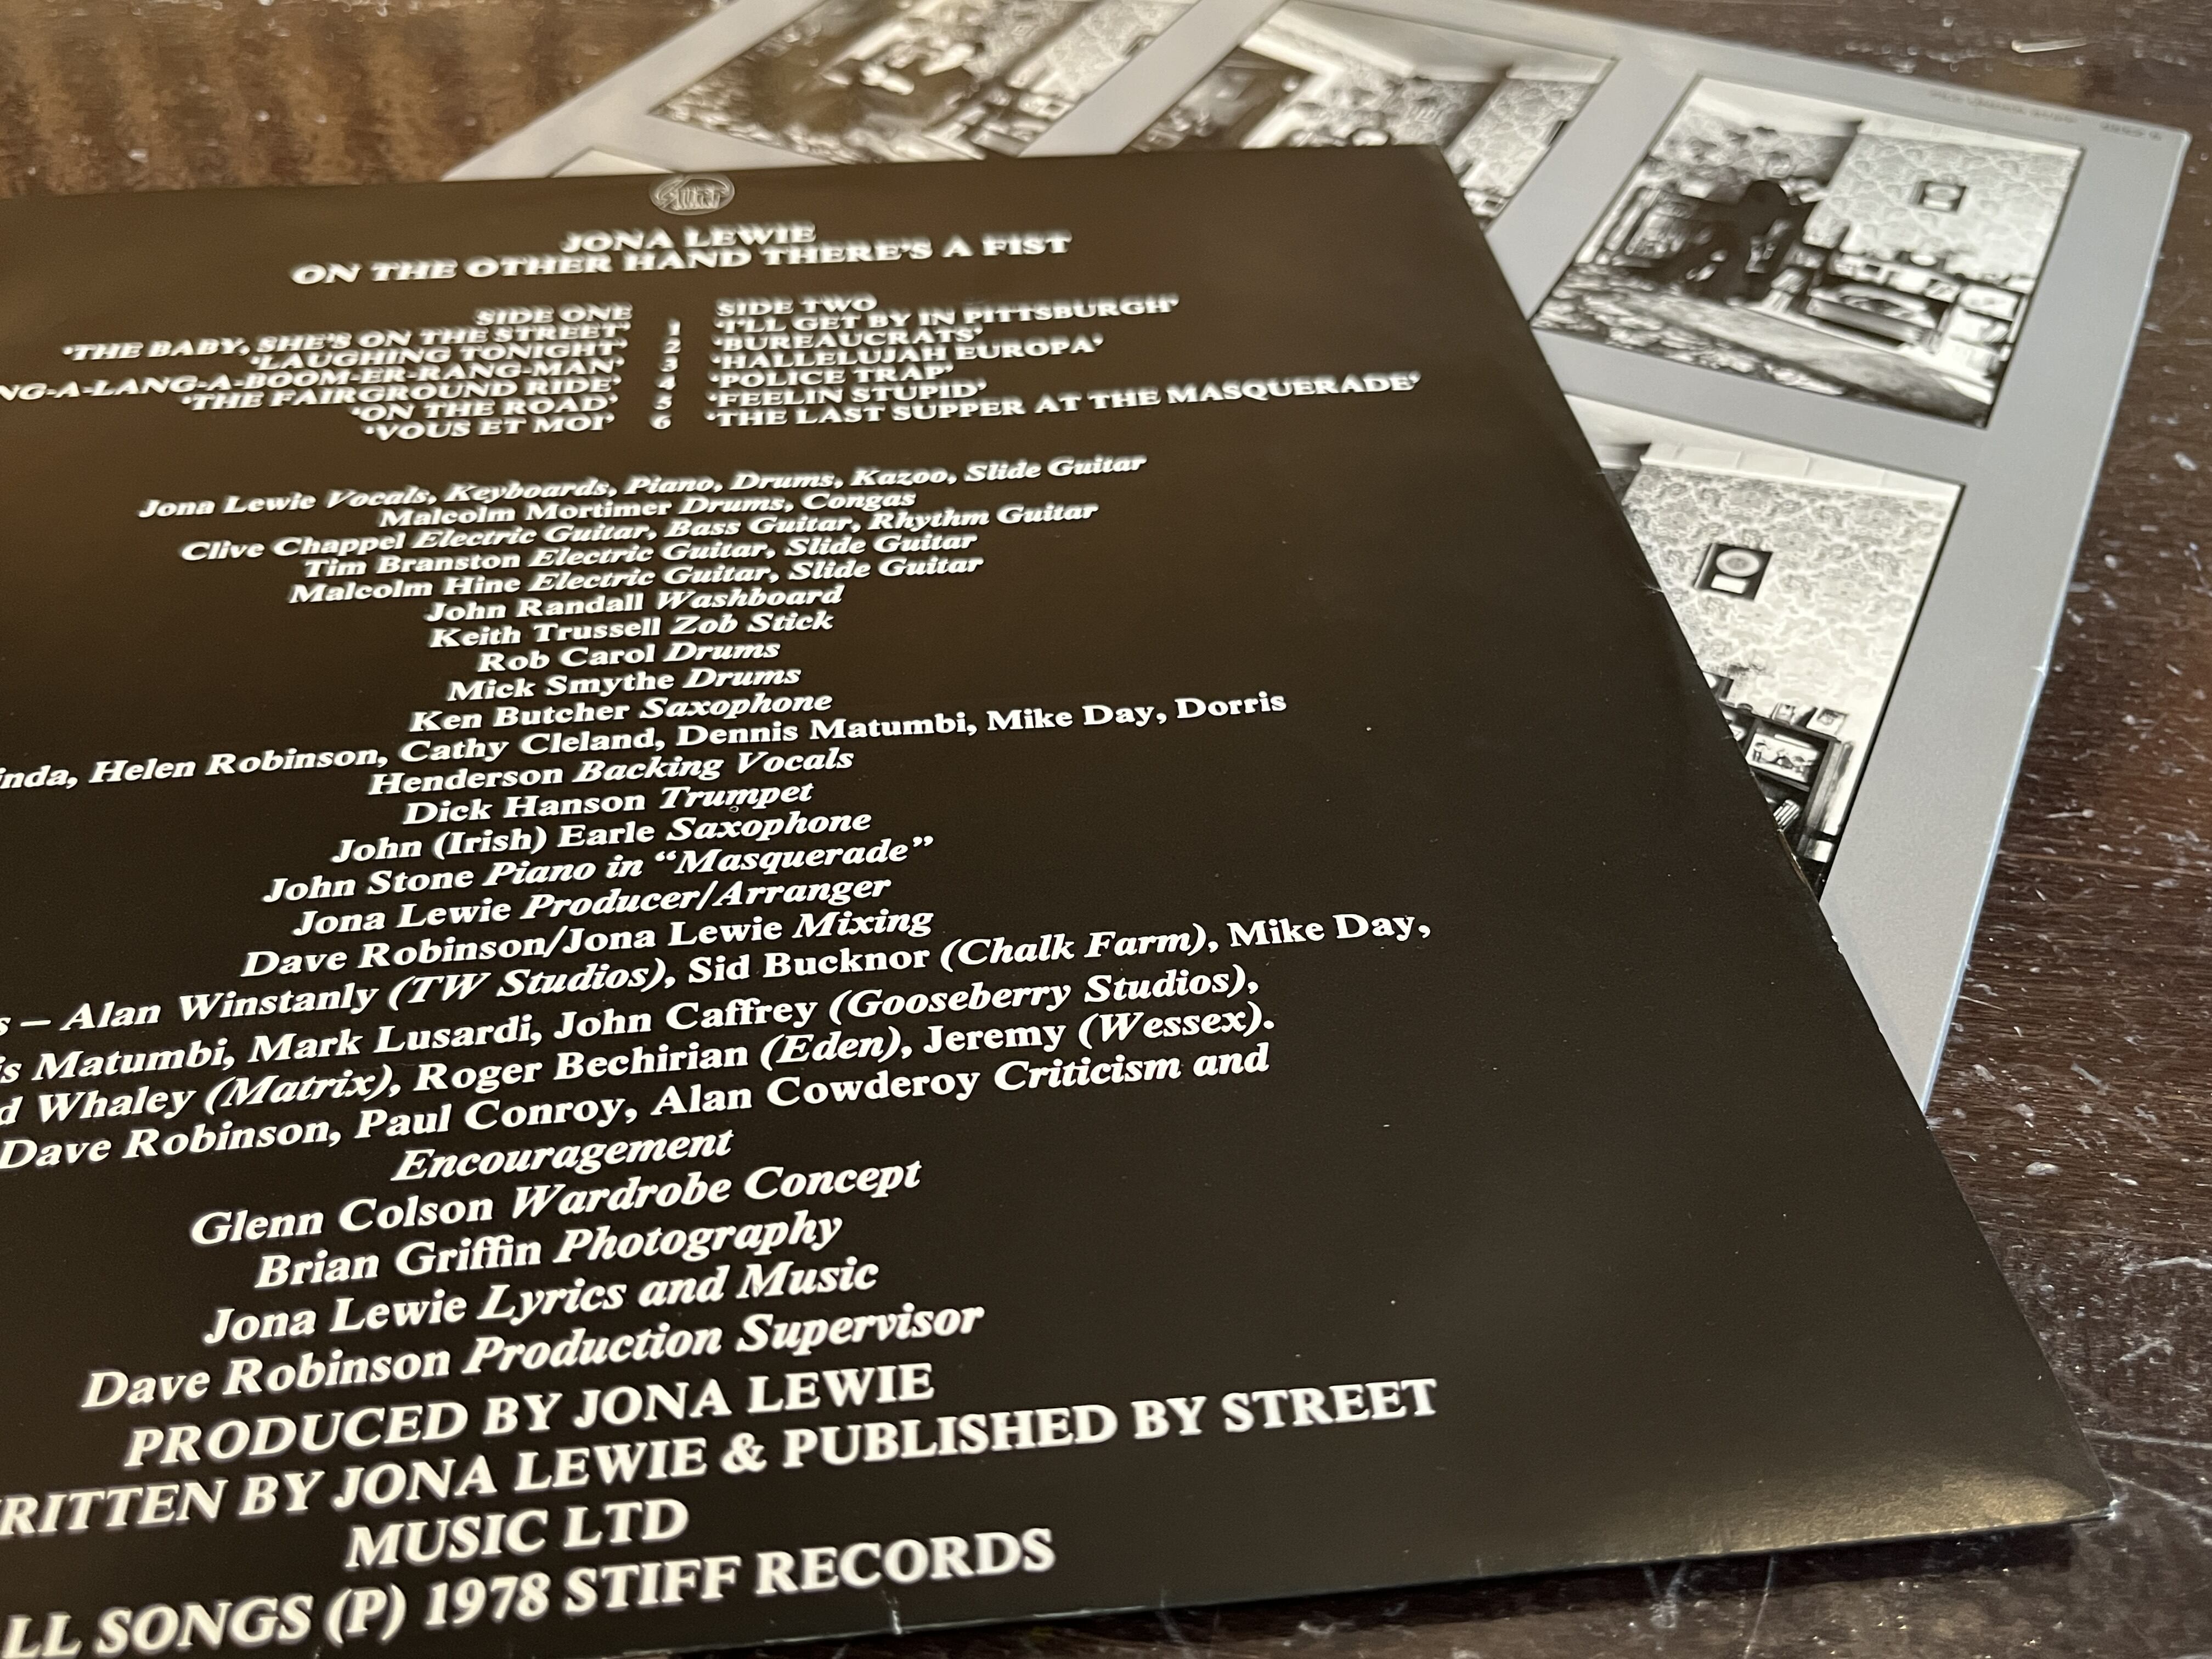 STIFF
JONA LEWIE
ON THE OTHER HAND THERE'S A FIST
SIDE ONE SIDE TWO
'THE BABY, SHE'S ON THE STREET' 1 'I'LL GET BY IN PITTSBURGH'
'LAUGHING TONIGHT' 2 'BUREAUCRATS'
NG-A-LANG-A-BOOM-ER-RANG-MAN' 3 'HALLELUJAH EUROPA'
'THE FAIRGROUND RIDE' 4 'POLICE TRAP'
'ON THE ROAD' 5 'FEELIN STUPID'
'VOUS ET MOI' 6 'THE LAST SUPPER AT THE MASQUERADE'
Jona Lewie Vocals, Keyboards, Piano, Drums, Kazoo, Slide Guitar
Malcolm Mortimer Drums, Congas
Clive Chappel Electric Guitar, Bass Guitar, Rhythm Guitar
Tim Branston Electric Guitar, Slide Guitar
Malcolm Hine Electric Guitar, Slide Guitar
John Randall Washboard
Keith Trussell Zob Stick
Rob Carol Drums
Mick Smythe Drums
Ken Butcher Saxophone
inda, Helen Robinson, Cathy Cleland, Dennis Matumbi, Mike Day, Dorris
Henderson Backing Vocals
Dick Hanson Trumpet
John (Irish) Earle Saxophone
John Stone Piano in "Masquerade"
Jona Lewie Producer/Arranger
Dave Robinson/Jona Lewie Mixing
s – Alan Winstanly (TW Studios), Sid Bucknor (Chalk Farm), Mike Day,
is Matumbi, Mark Lusardi, John Caffrey (Gooseberry Studios),
d Whaley (Matrix), Roger Bechirian (Eden), Jeremy (Wessex).
Dave Robinson, Paul Conroy, Alan Cowderoy Criticism and
Encouragement
Glenn Colson Wardrobe Concept
Brian Griffin Photography
Jona Lewie Lyrics and Music
Dave Robinson Production Supervisor
PRODUCED BY JONA LEWIE
RITTEN BY JONA LEWIE & PUBLISHED BY STREET
MUSIC LTD
LL SONGS (P) 1978 STIFF RECORDS